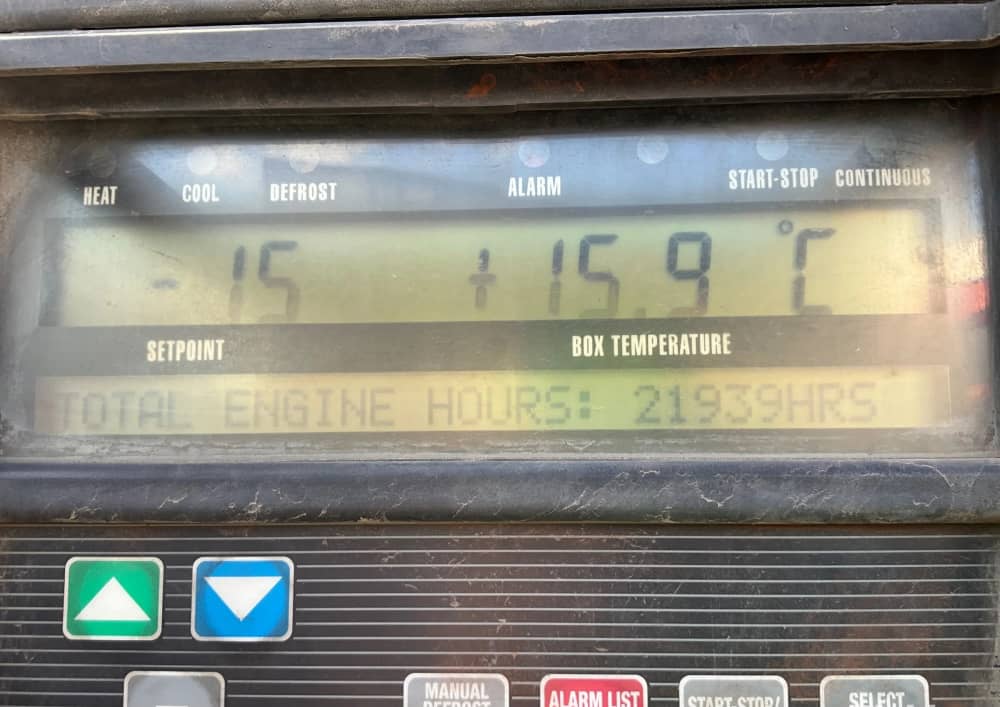 HEAT COOL DEFROST ALARM START-STOP CONTINUOUS
-15 +15.9 °C
SETPOINT BOX TEMPERATURE
TOTAL ENGINE HOURS: 21939HRS
MANUAL ALARM LIST START-STOP/ SELECT
DEFROST